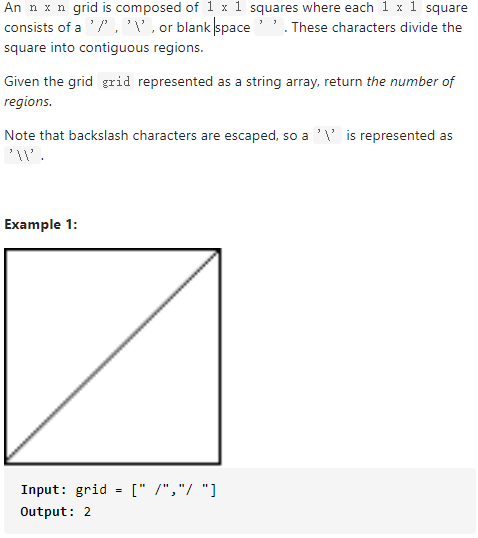 An n x n grid is composed of 1 x 1 squares where each 1 x 1 square
consists of a '/', '\', or blank space ' '. These characters divide the
square into contiguous regions.
Given the grid grid represented as a string array, return the number of
regions.
Note that backslash characters are escaped, so a '\' is represented as
'\\'.
Example 1:
Input: grid = [" /","/ "]
Output: 2